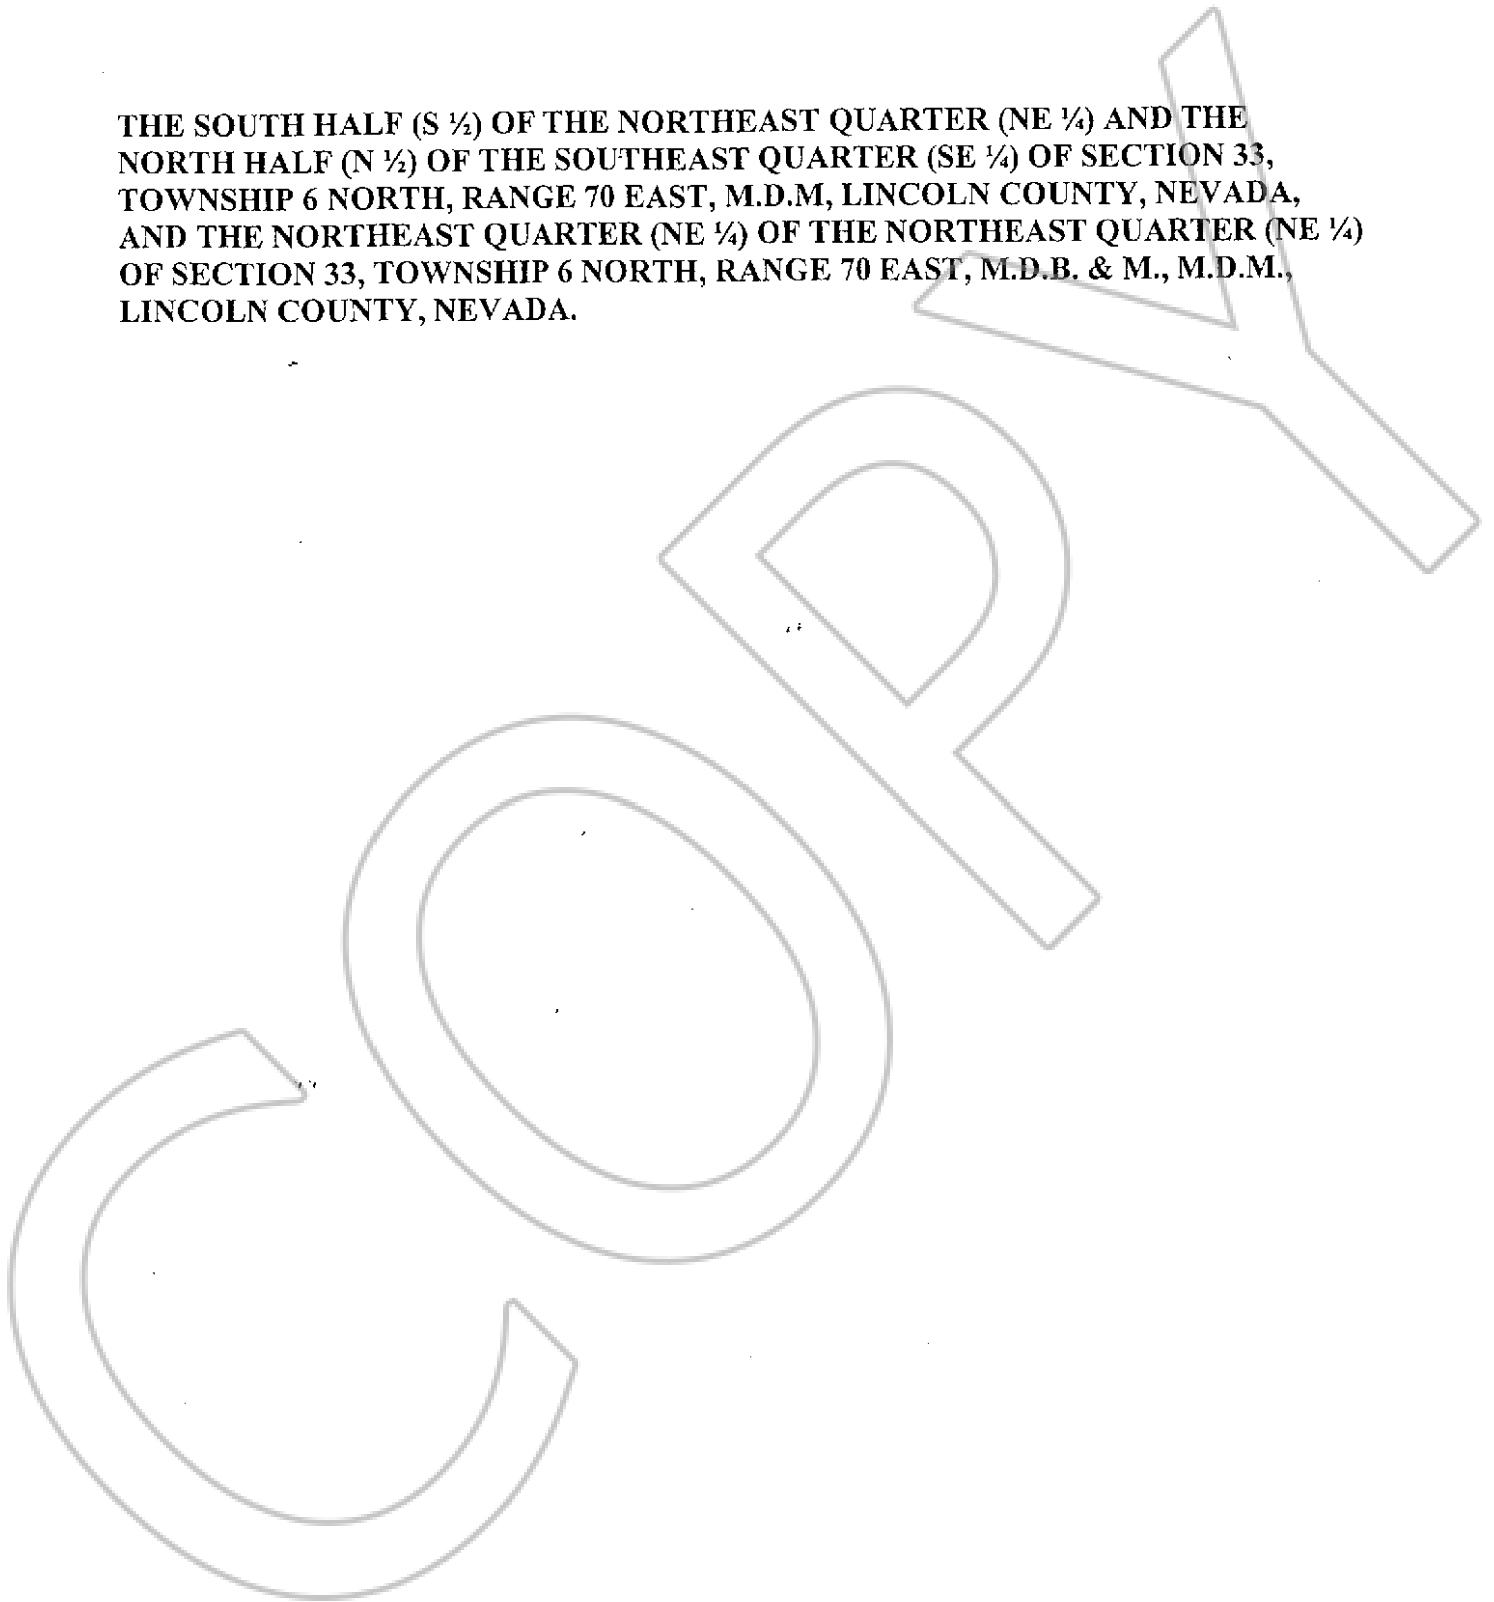 THE SOUTH HALF (S ½) OF THE NORTHEAST QUARTER (NE ¼) AND THE
NORTH HALF (N ½) OF THE SOUTHEAST QUARTER (SE ¼) OF SECTION 33,
TOWNSHIP 6 NORTH, RANGE 70 EAST, M.D.M, LINCOLN COUNTY, NEVADA,
AND THE NORTHEAST QUARTER (NE ¼) OF THE NORTHEAST QUARTER (NE ¼)
OF SECTION 33, TOWNSHIP 6 NORTH, RANGE 70 EAST, M.D.B. & M., M.D.M.,
LINCOLN COUNTY, NEVADA.
COPY